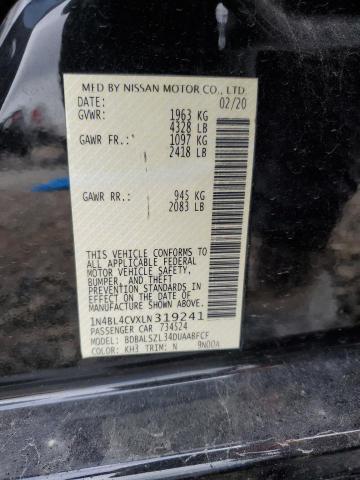 MFD BY NISSAN MOTOR CO., LTD.
DATE: 02/20
GVWR: 1963 KG
4328 LB
GAWR FR.: 1097 KG
2418 LB
GAWR RR.: 945 KG
2083 LB
THIS VEHICLE CONFORMS TO
ALL APPLICABLE FEDERAL
MOTOR VEHICLE SAFETY,
BUMPER, AND THEFT
PREVENTION STANDARDS
IN EFFECT ON THE DATE OF
MANUFACTURE SHOWN ABOVE.
1N4BL4CVXLN319241
PASSENGER CAR 734524
MODEL: BDBALSZL34DUAABFCF
COLOR: KH3 TRIM: N 9N00A